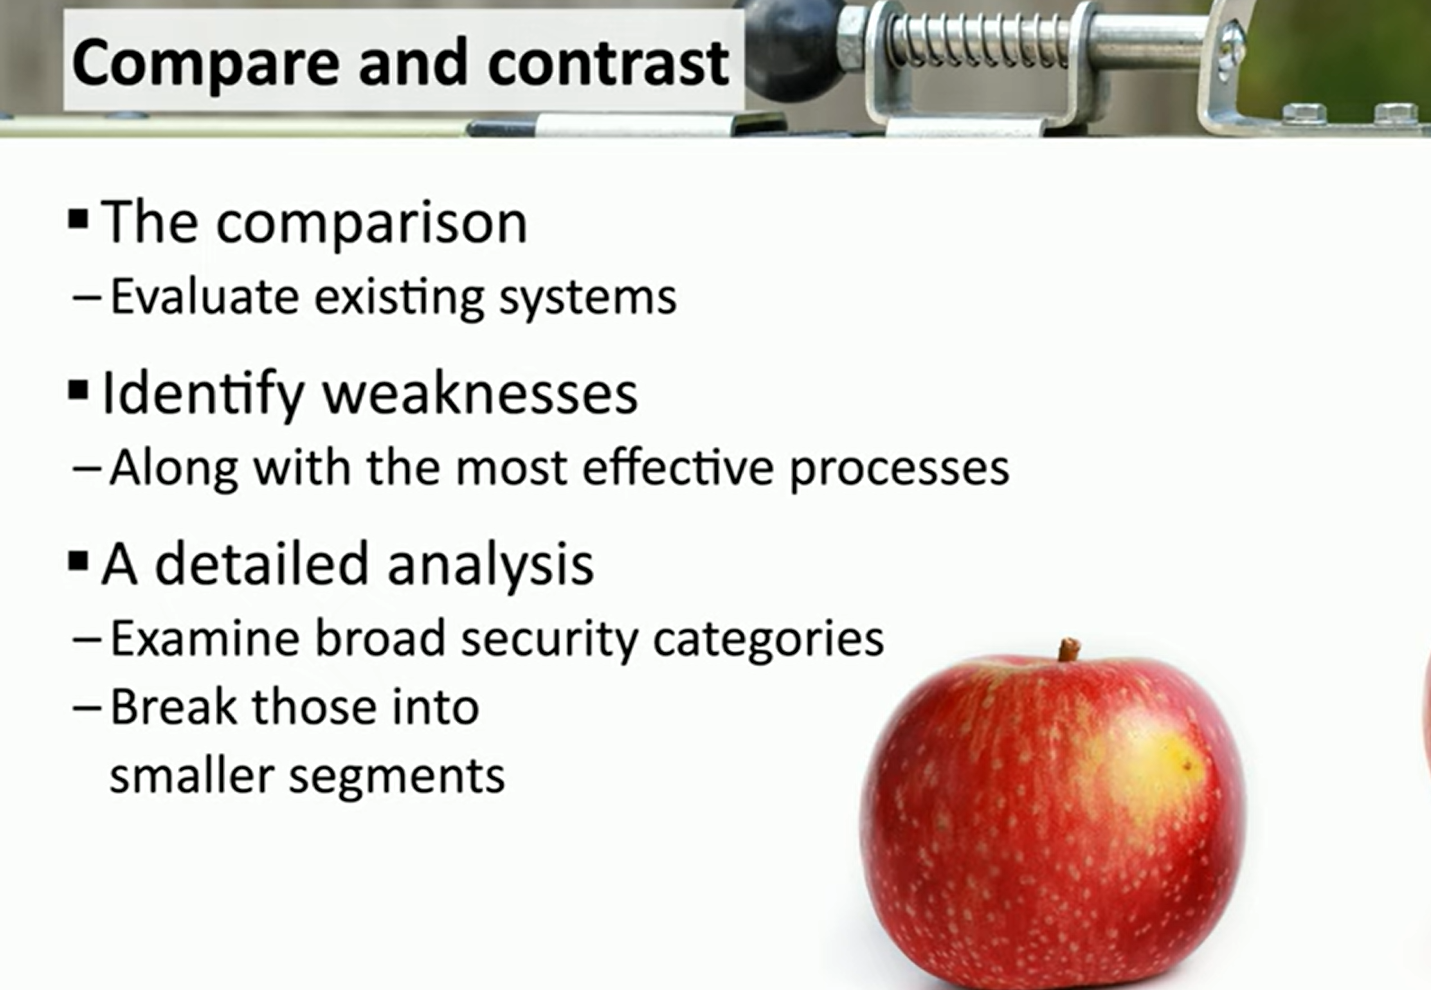 Compare and contrast
▪ The comparison
– Evaluate existing systems
▪ Identify weaknesses
– Along with the most effective processes
▪ A detailed analysis
– Examine broad security categories
– Break those into
smaller segments